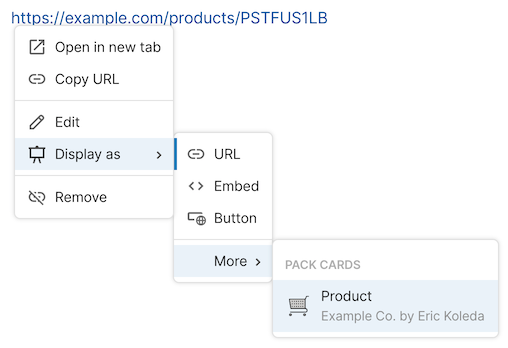 https://example.com/products/PSTFUS1LB
Open in new tab
Copy URL
Edit
Display as
Remove
URL
Embed
Button
More
PACK CARDS
Product
Example Co. by Eric Koleda